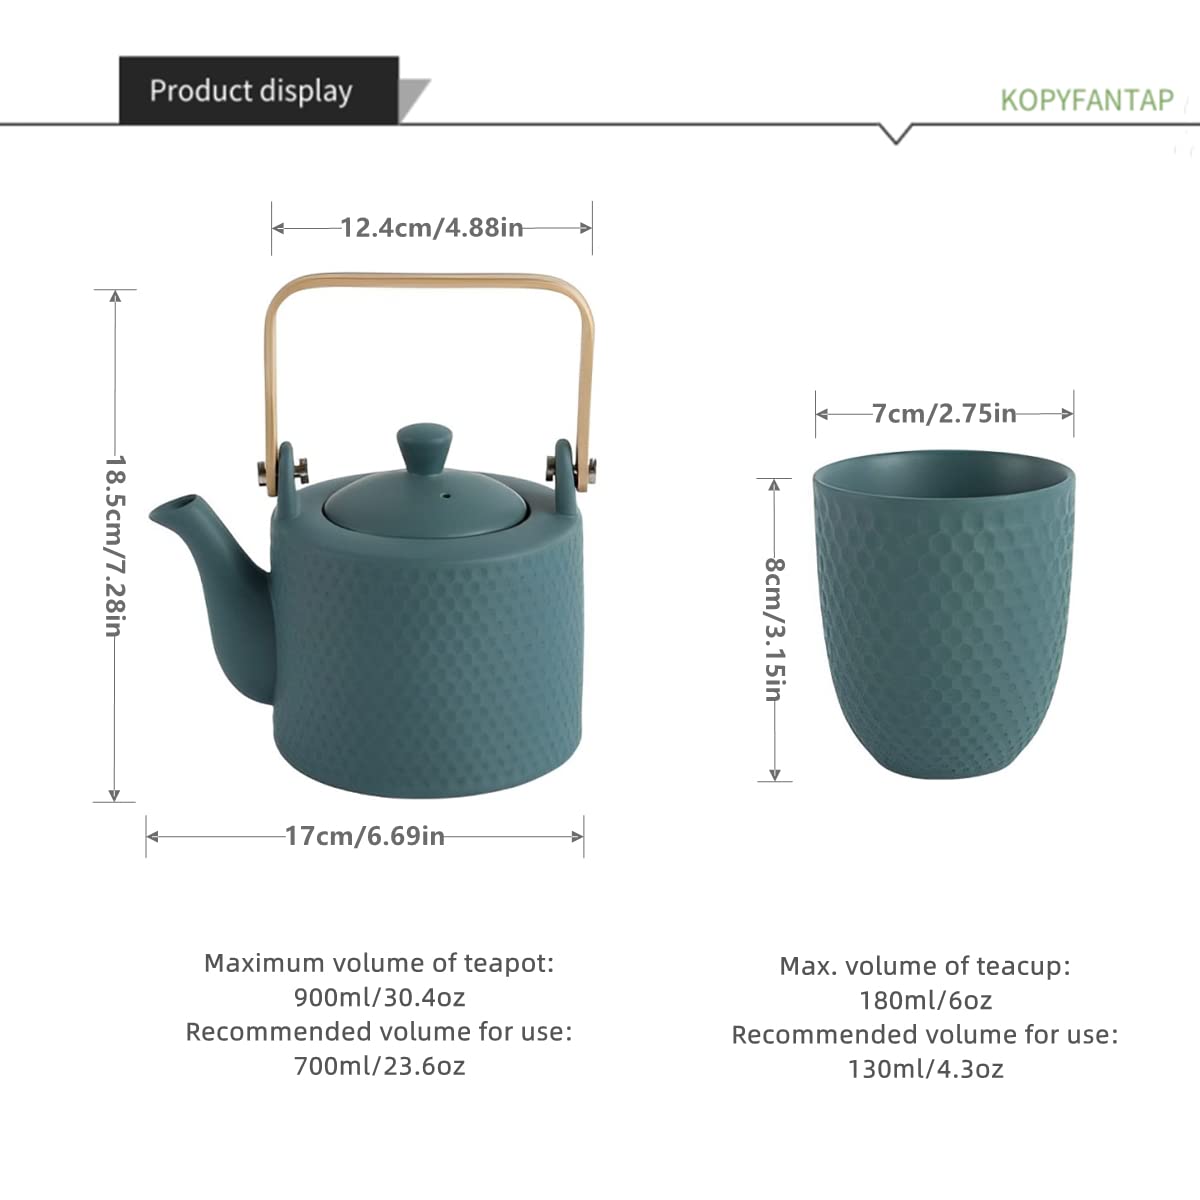 Product display
KOPYFANTAP
12.4cm/4.88in
18.5cm/7.28in
17cm/6.69in
7cm/2.75in
8cm/3.15in
Maximum volume of teapot:
900ml/30.4oz
Recommended volume for use:
700ml/23.6oz
Max. volume of teacup:
180ml/6oz
Recommended volume for use:
130ml/4.3oz